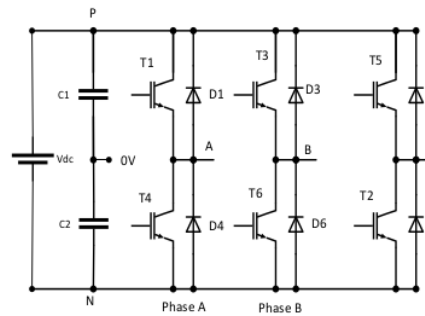 P
T1
T3
T5
C1
D1
D3
A
B
Vdc
0V
T4
T6
T2
C2
D4
D6
N
Phase A
Phase B